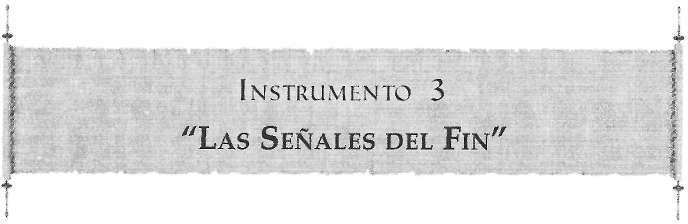 INSTRUMENTO 3
“LAS SEÑALES DEL FIN”